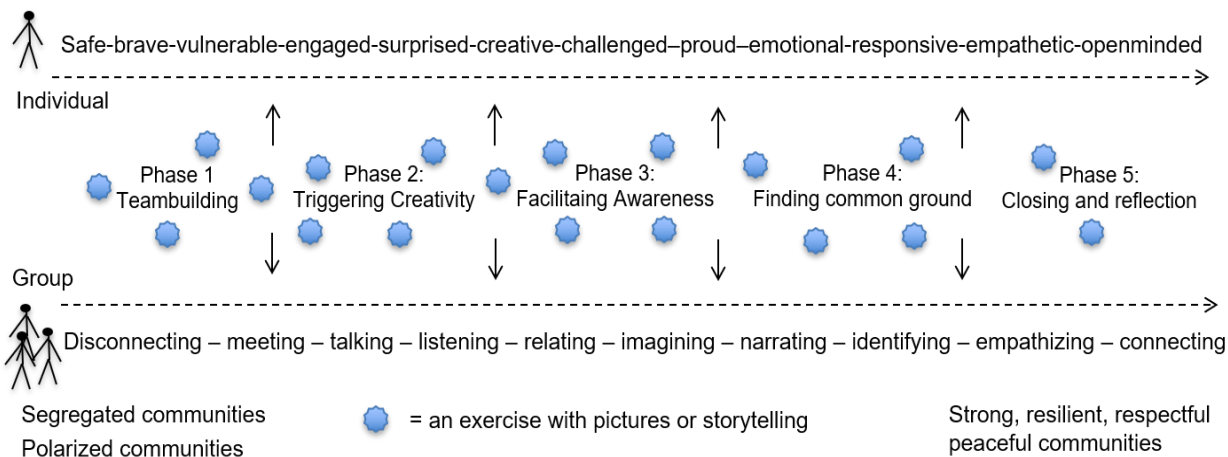 Safe-brave-vulnerable-engaged-surprised-creative-challenged–proud–emotional-responsive-empathetic-openminded
Individual
Phase 1
Teambuilding
Phase 2:
Triggering Creativity
Phase 3:
Facilitaing Awareness
Phase 4:
Finding common ground
Phase 5:
Closing and reflection
Group
Disconnecting – meeting – talking – listening – relating – imagining – narrating – identifying – empathizing – connecting
Segregated communities
Polarized communities
= an exercise with pictures or storytelling
Strong, resilient, respectful
peaceful communities